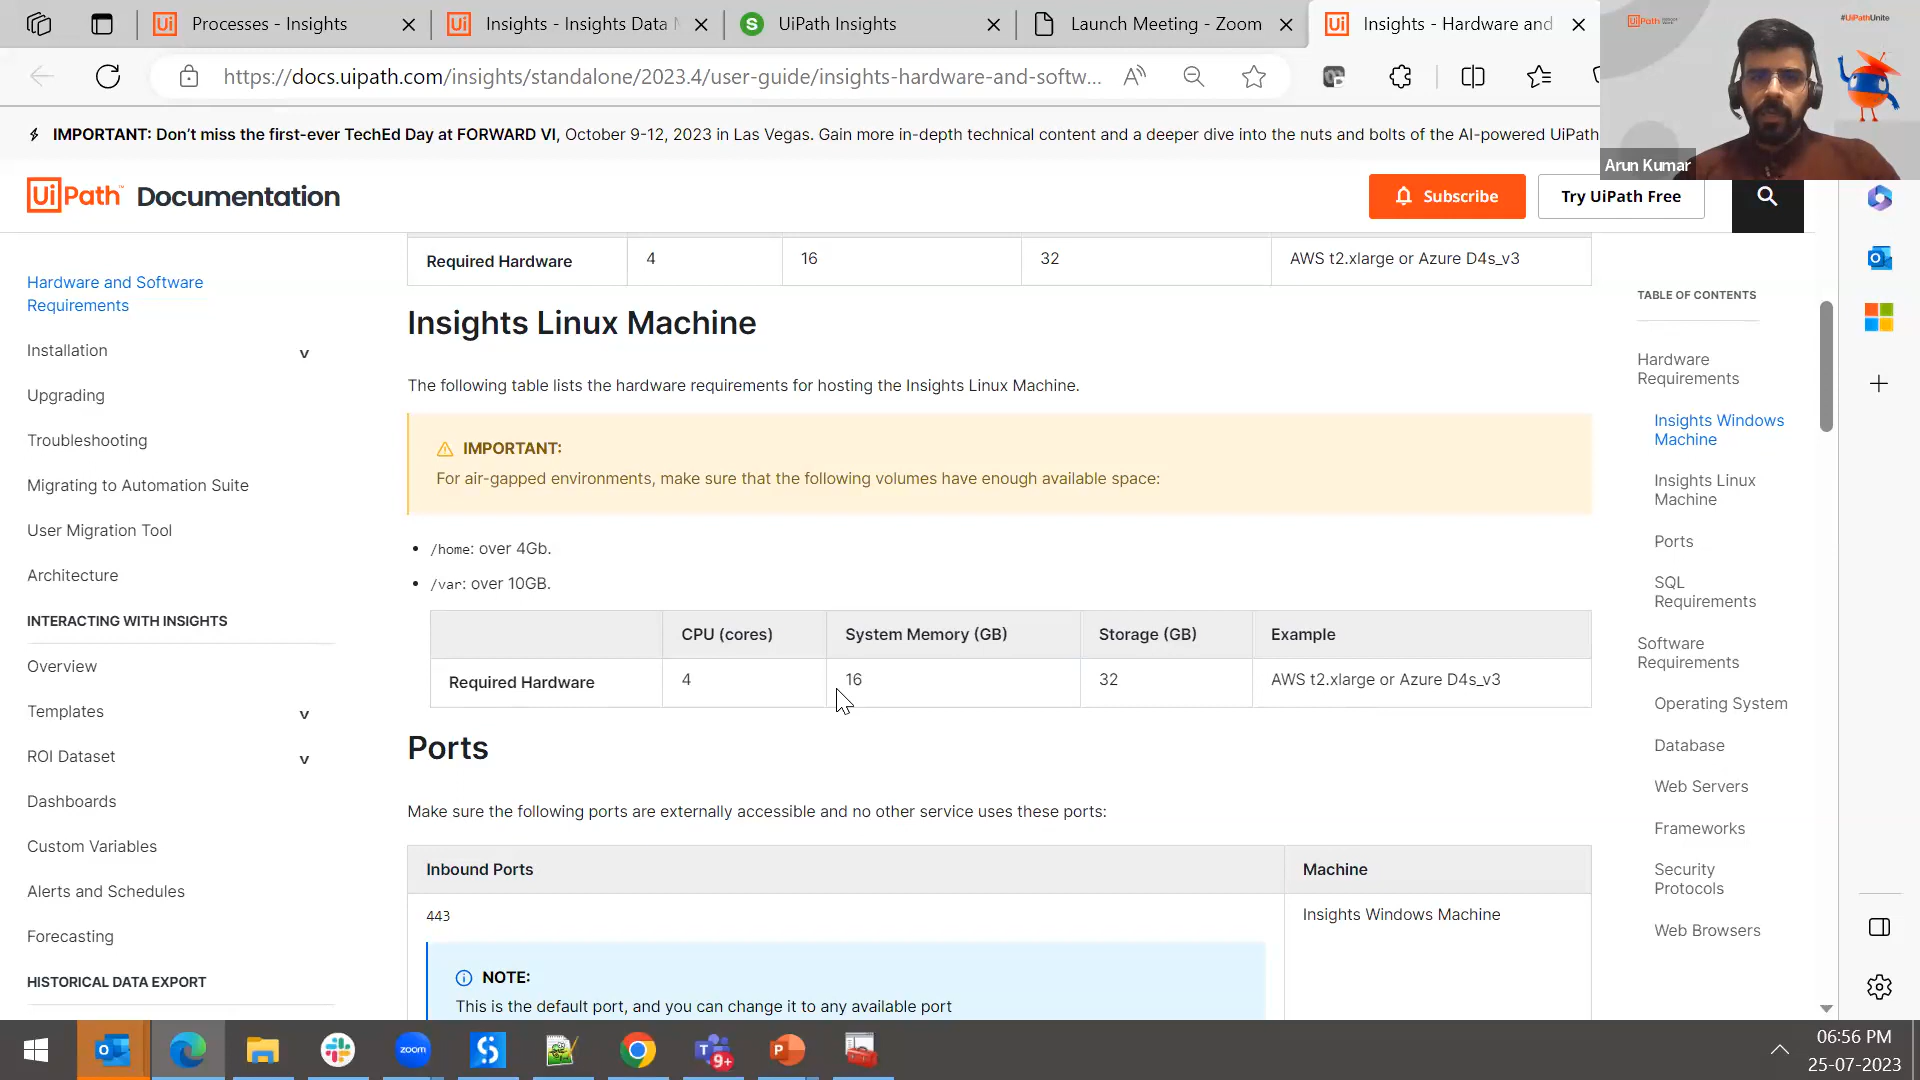 Processes - Insights
Insights - Insights Data M
UiPath Insights
Launch Meeting - Zoom
Insights - Hardware and
https://docs.uipath.com/insights/standalone/2023.4/user-guide/insights-hardware-and-softw...
#UiPathUnite
Arun Kumar
IMPORTANT: Don't miss the first-ever TechEd Day at FORWARD VI, October 9-12, 2023 in Las Vegas. Gain more in-depth technical content and a deeper dive into the nuts and bolts of the AI-powered UiPath
UiPath Documentation
Subscribe
Try UiPath Free
Hardware and Software
Requirements
Installation
Upgrading
Troubleshooting
Migrating to Automation Suite
User Migration Tool
Architecture
INTERACTING WITH INSIGHTS
Overview
Templates
ROI Dataset
Dashboards
Custom Variables
Alerts and Schedules
Forecasting
HISTORICAL DATA EXPORT
Required Hardware 4 16 32 AWS t2.xlarge or Azure D4s_v3
Insights Linux Machine
The following table lists the hardware requirements for hosting the Insights Linux Machine.
IMPORTANT:
For air-gapped environments, make sure that the following volumes have enough available space:
• /home: over 4Gb.
• /var: over 10GB.
CPU (cores) System Memory (GB) Storage (GB) Example
Required Hardware 4 16 32 AWS t2.xlarge or Azure D4s_v3
Ports
Make sure the following ports are externally accessible and no other service uses these ports:
Inbound Ports Machine
443 Insights Windows Machine
NOTE:
This is the default port, and you can change it to any available port
TABLE OF CONTENTS
Hardware
Requirements
Insights Windows
Machine
Insights Linux
Machine
Ports
SQL
Requirements
Software
Requirements
Operating System
Database
Web Servers
Frameworks
Security
Protocols
Web Browsers
zoom
9+
06:56 PM
25-07-2023